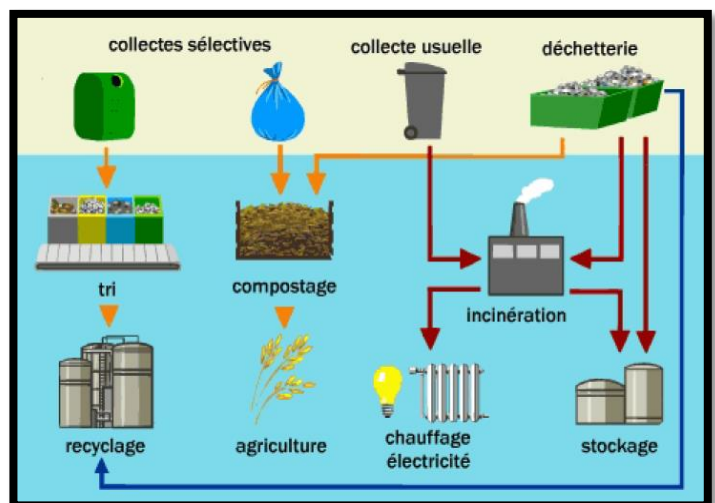 collectes sélectives
collecte usuelle
déchetterie
tri
compostage
incinération
recyclage
agriculture
chauffage
électricité
stockage